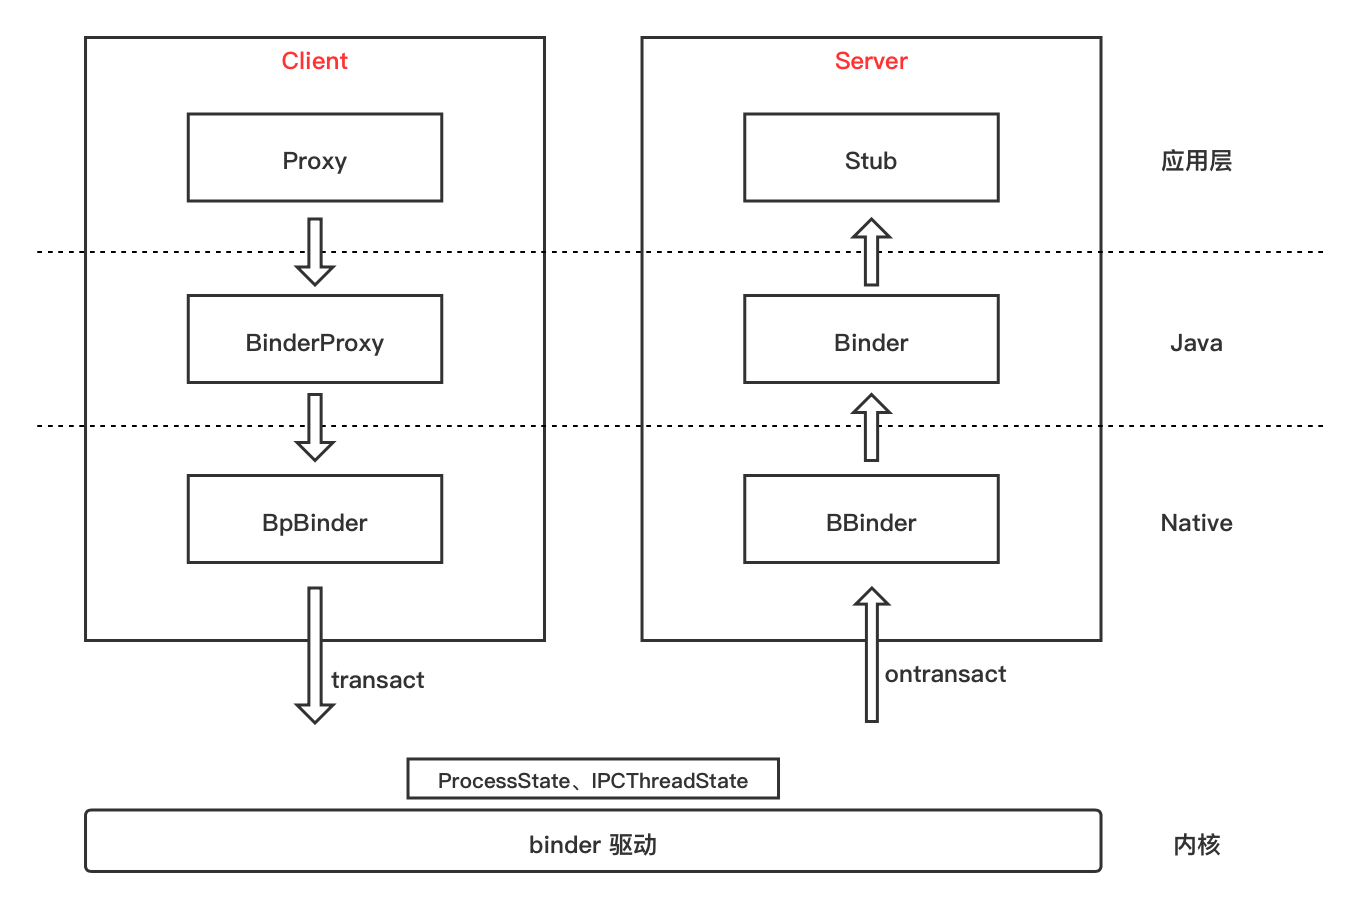 Client
Server
Proxy
Stub
应用层
BinderProxy
Binder
Java
BpBinder
BBinder
Native
transact
ontransact
ProcessState、IPCThreadState
binder 驱动
内核